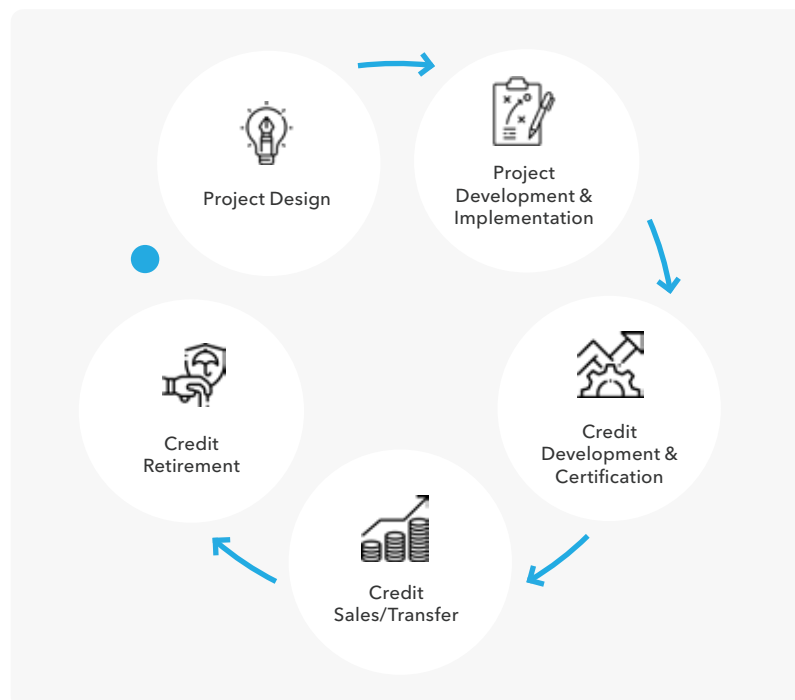 Project Design
Project
Development &
Implementation
Credit
Development &
Certification
Credit
Sales/Transfer
Credit
Retirement